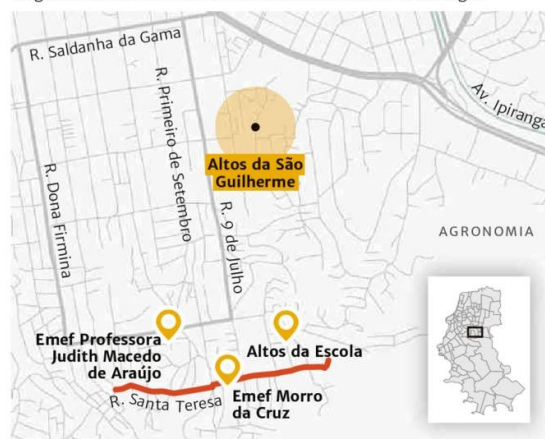 R. Saldanha da Gama
R. Primeiro de Setembro
Av. Ipiranga
Altos da São
Guilherme
R. Dona Firmina
R. 9 de Julho
AGRONOMIA
Emef Professora
Judith Macedo
de Araújo
Altos da Escola
R. Santa Teresa
Emef Morro
da Cruz